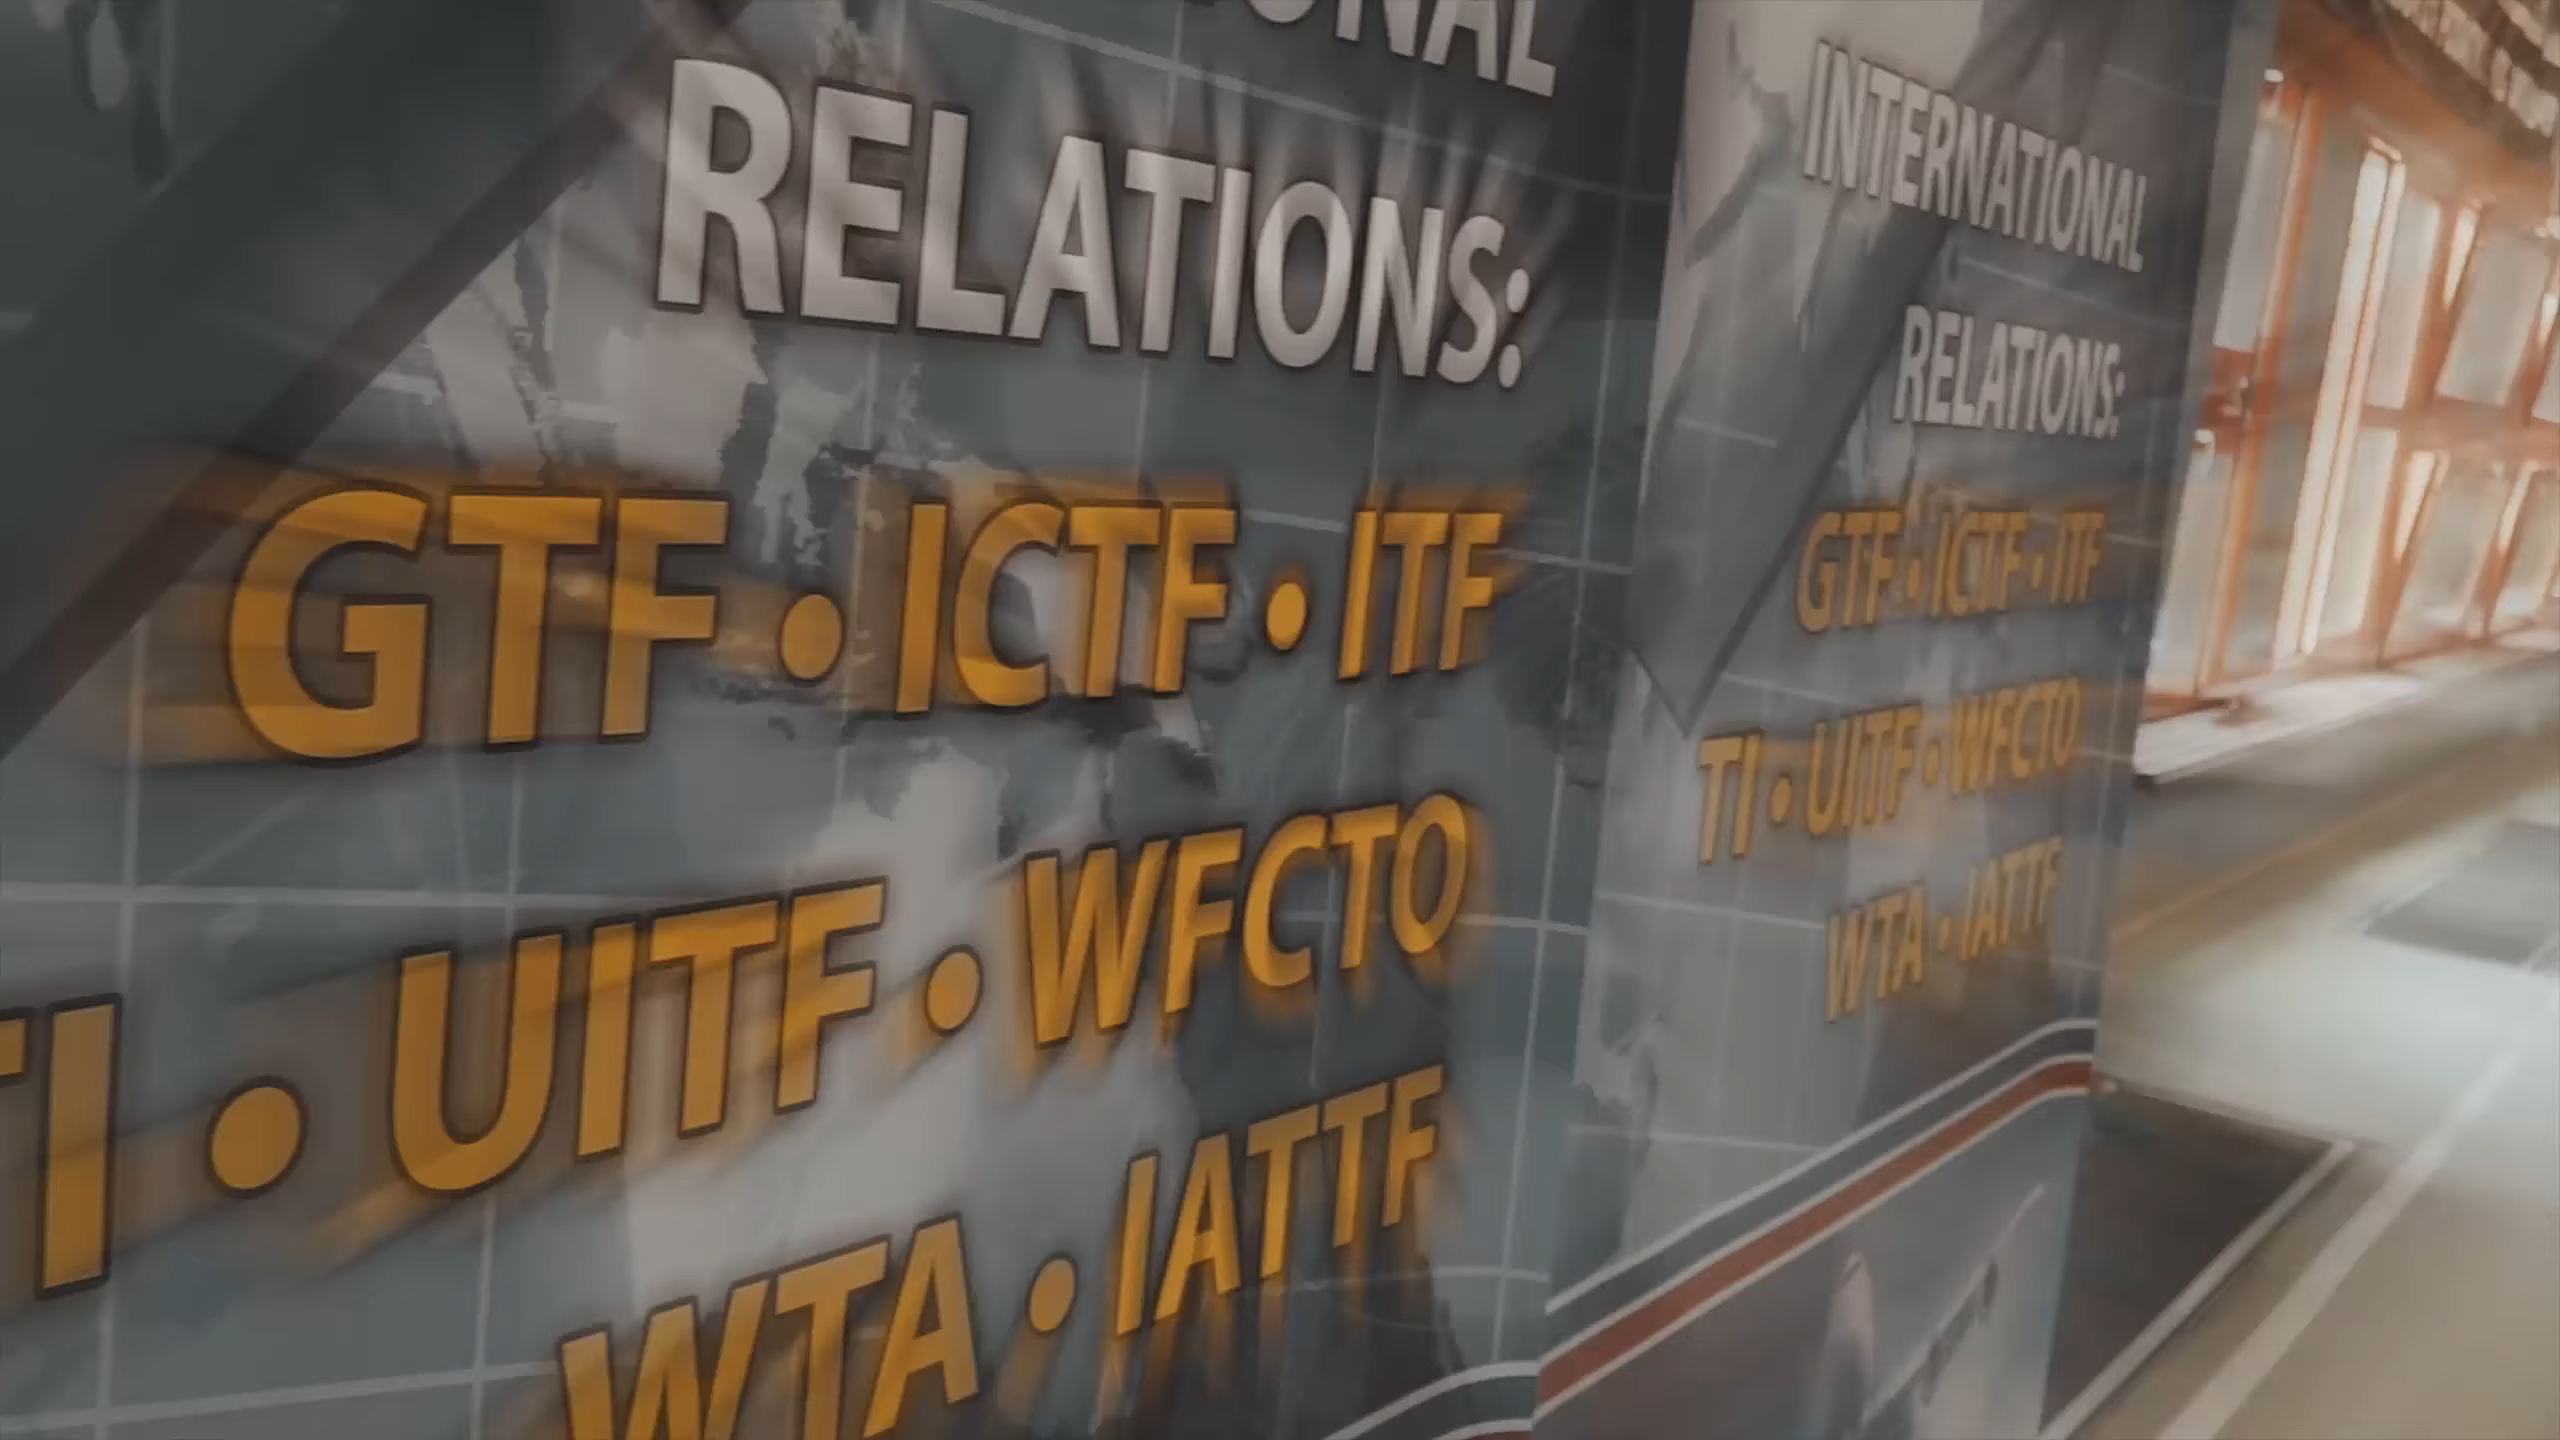 ONAL
RELATIONS:
GTF • ICTF • ITF
TI • UITF • WFCTO
WTA • IATTF
INTERNATIONAL
RELATIONS:
GTF • ICTF • ITF
TI • UITF • WFCTO
WTA • IATTF